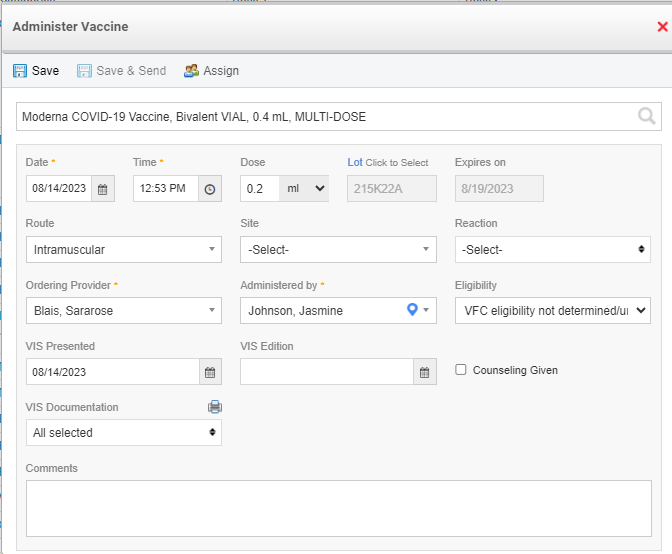 Administer Vaccine
Save Save & Send Assign
Moderna COVID-19 Vaccine, Bivalent VIAL, 0.4 mL, MULTI-DOSE
Date * Time * Dose Lot Click to Select Expires on
08/14/2023 12:53 PM 0.2 ml 215K22A 8/19/2023
Route Site Reaction
Intramuscular -Select- -Select-
Ordering Provider * Administered by * Eligibility
Blais, Sararose Johnson, Jasmine VFC eligibility not determined/u
VIS Presented VIS Edition
08/14/2023 Counseling Given
VIS Documentation
All selected
Comments